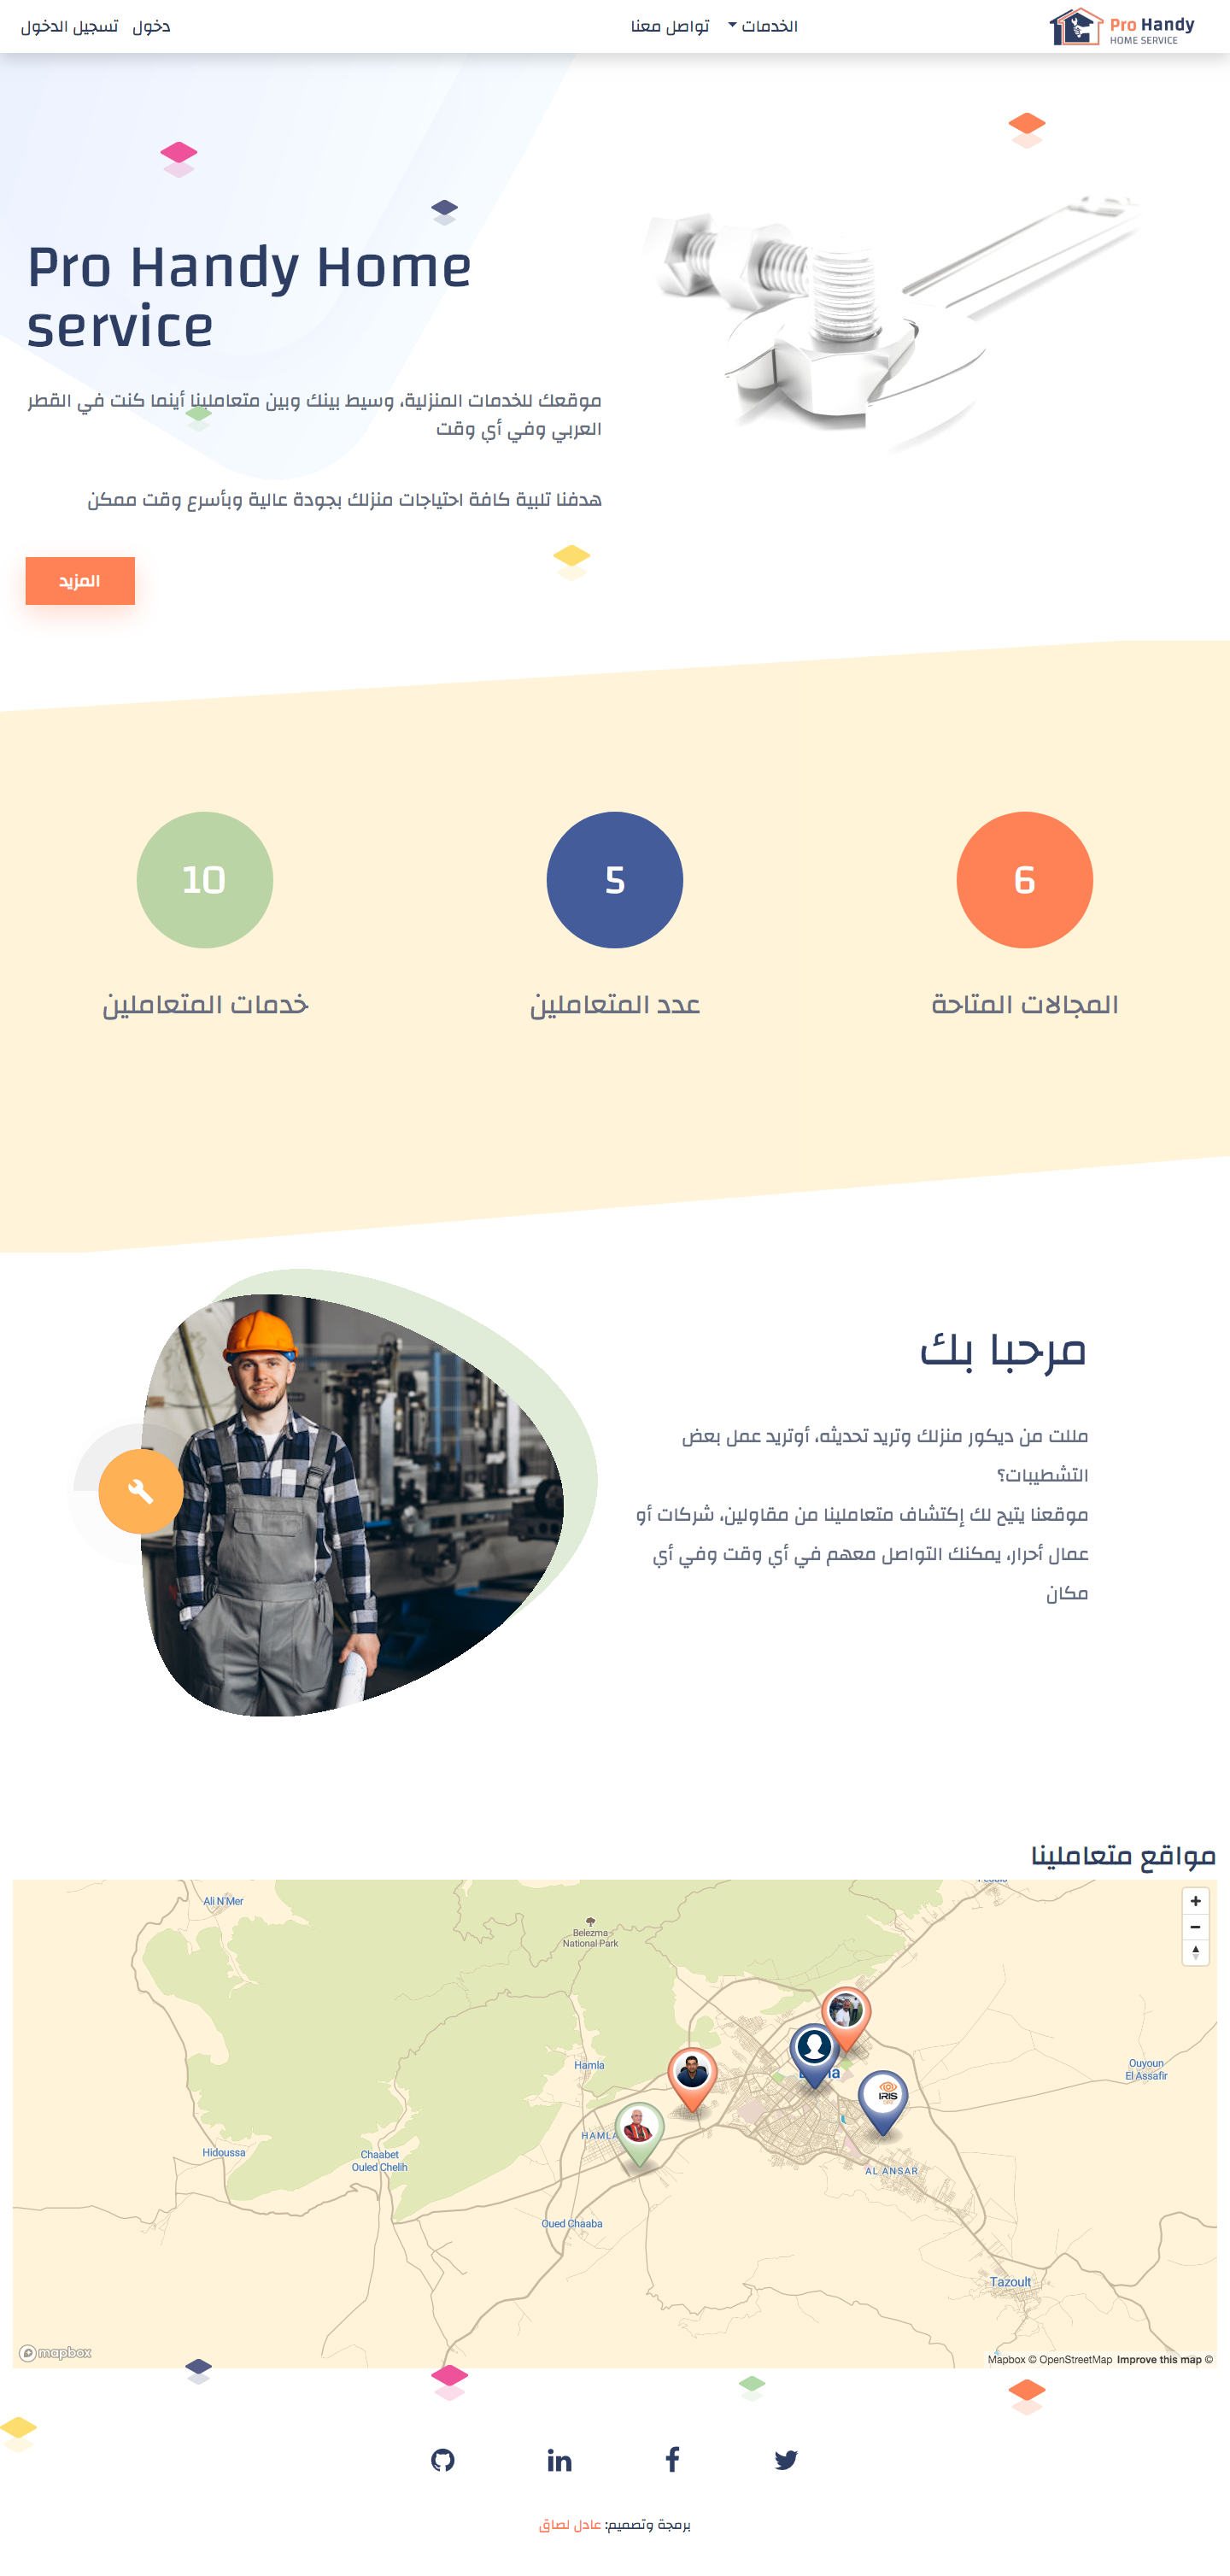 Pro Handy
HOME SERVICE
الخدمات
تواصل معنا
دخول
تسجيل الدخول
Pro Handy Home
service
موقعك للخدمات المنزلية، وسيط بينك وبين متعاملينا أينما كنت في القطر
العربي وفي أي وقت
هدفنا تلبية كافة احتياجات منزلك بجودة عالية وبأسرع وقت ممكن
المزيد
6
5
10
المجالات المتاحة
عدد المتعاملين
خدمات المتعاملين
مرحبا بك
مللت من ديكور منزلك وتريد تحديثه، أوتريد عمل بعض
التشطيبات؟
موقعنا يتيح لك إكتشاف متعاملينا من مقاولين، شركات أو
عمال أحرار، يمكنك التواصل معهم في أي وقت وفي أي
مكان
مواقع متعاملينا
Ali N'Mer
Belezma
National Park
Hamla
Ouyoun
El Assafir
IRIS
HAMLA
Hidoussa
Chaabet
Ouled Chelih
AL ANSAR
Oued Chaaba
Tazoult
mapbox
Mapbox © OpenStreetMap Improve this map ©
برمجة وتصميم: عادل لصاق